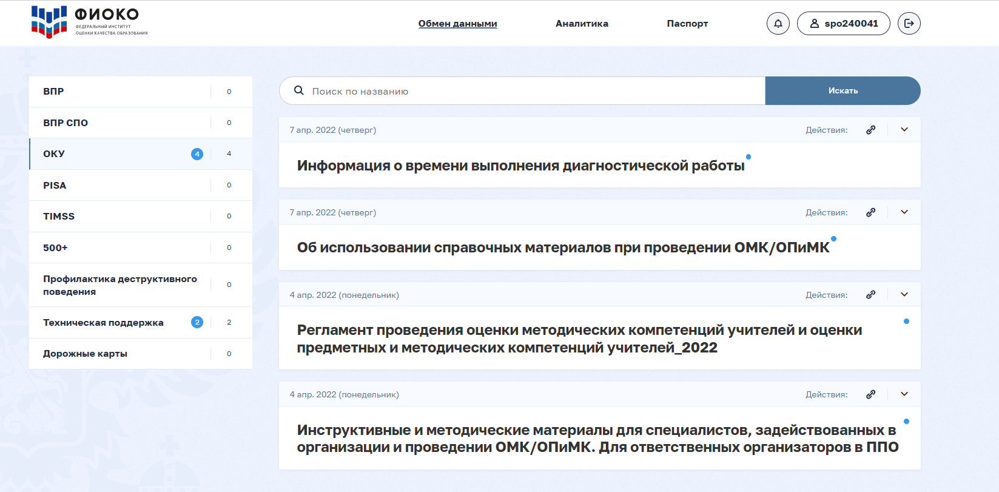 ФИОКО
ФЕДЕРАЛЬНЫЙ ИНСТИТУТ
ОЦЕНКИ КАЧЕСТВА ОБРАЗОВАНИЯ
Обмен данными
Аналитика
Паспорт
spo240041
ВПР 0
ВПР СПО 0
ОКУ 4 4
PISA 0
TIMSS 0
500+ 0
Профилактика деструктивного
поведения 0
Техническая поддержка 2 2
Дорожные карты 0
Поиск по названию
Искать
7 апр. 2022 (четверг) Действия:
Информация о времени выполнения диагностической работы
7 апр. 2022 (четверг) Действия:
Об использовании справочных материалов при проведении ОМК/ОПиМК
4 апр. 2022 (понедельник) Действия:
Регламент проведения оценки методических компетенций учителей и оценки
предметных и методических компетенций учителей_2022
4 апр. 2022 (понедельник) Действия:
Инструктивные и методические материалы для специалистов, задействованных в
организации и проведении ОМК/ОПиМК. Для ответственных организаторов в ППО